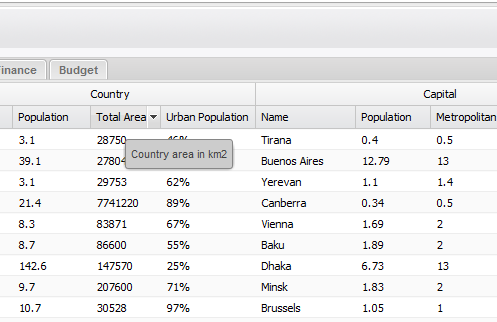 Finance Budget
Country Capital
Population Total Area Urban Population Name Population Metropolitan
3.1 28750 46% Tirana 0.4 0.5
39.1 27804 Buenos Aires 12.79 13
Country area in km2
3.1 29753 62% Yerevan 1.1 1.4
21.4 7741220 89% Canberra 0.34 0.5
8.3 83871 67% Vienna 1.69 2
8.7 86600 55% Baku 1.89 2
142.6 147570 25% Dhaka 6.73 13
9.7 207600 71% Minsk 1.83 2
10.7 30528 97% Brussels 1.05 1